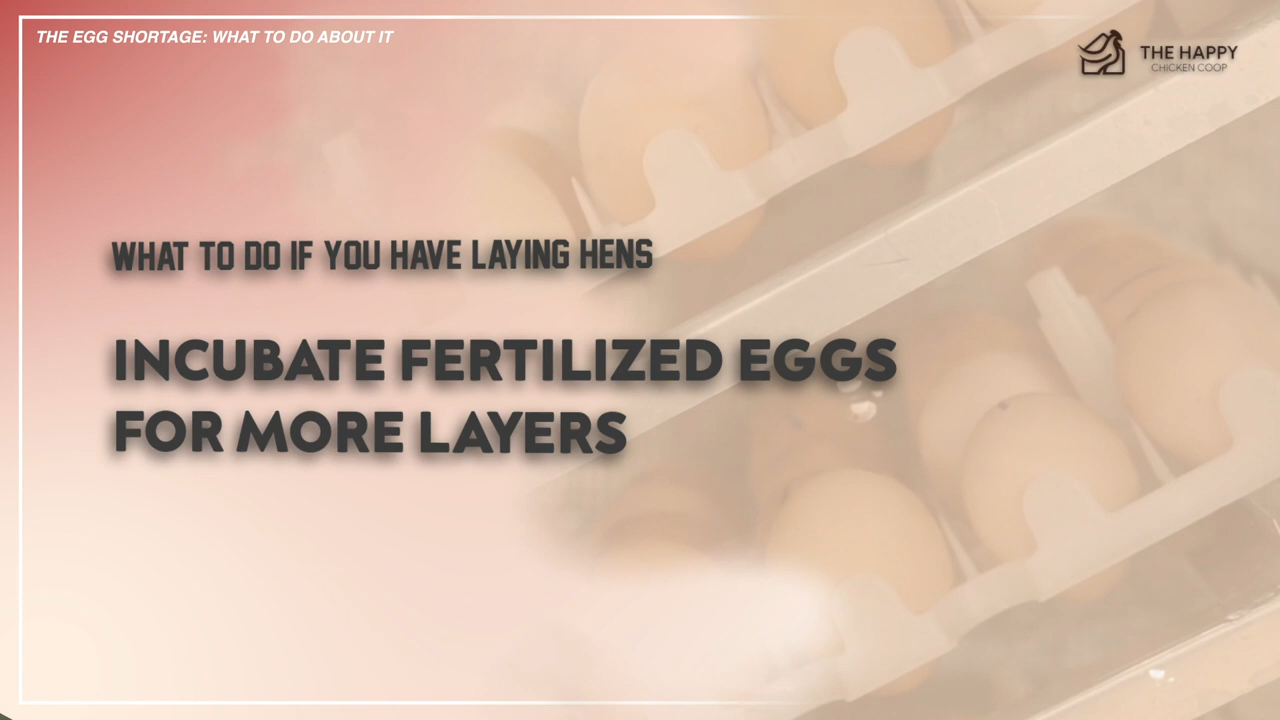 THE EGG SHORTAGE: WHAT TO DO ABOUT IT
THE HAPPY
CHICKEN COOP
WHAT TO DO IF YOU HAVE LAYING HENS
INCUBATE FERTILIZED EGGS
FOR MORE LAYERS